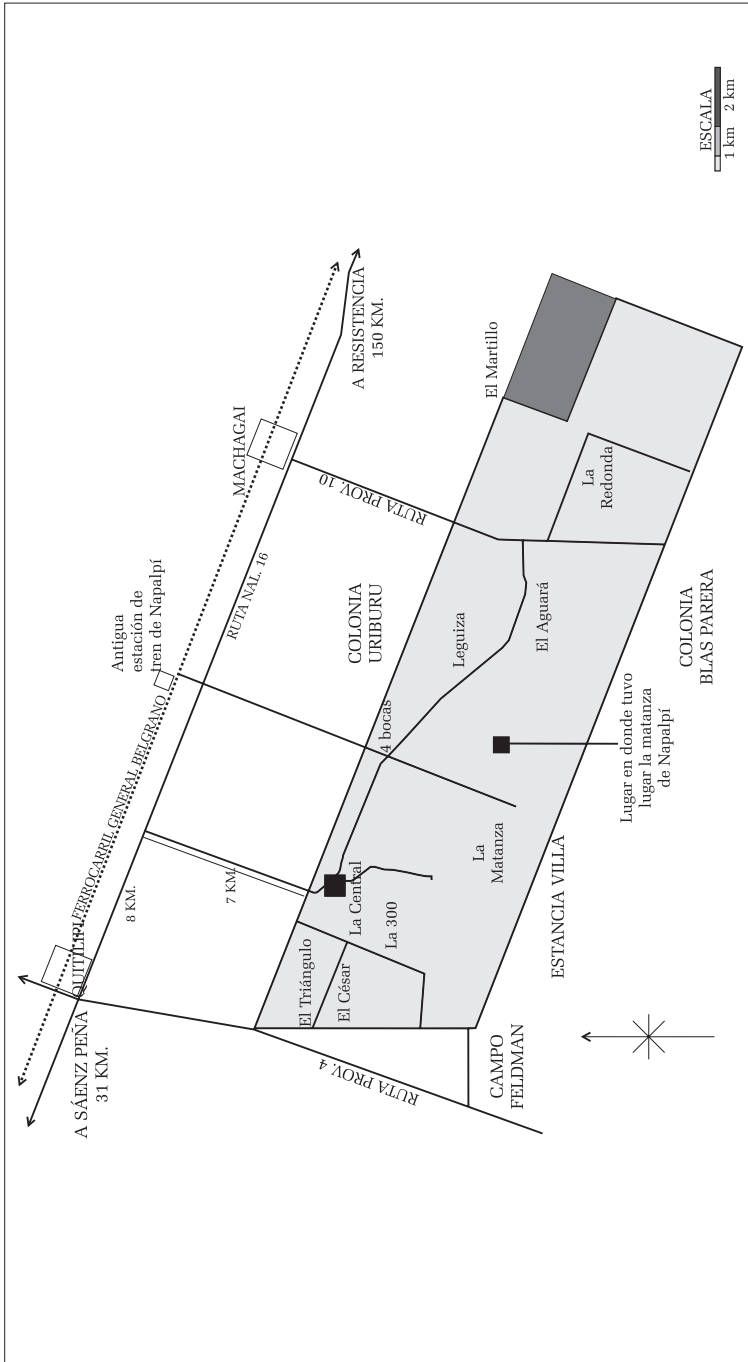 QUITILIPI
FERROCARRIL GENERAL BELGRANO
A SÁENZ PEÑA
31 KM.
8 KM.
7 KM.
Antigua
estación de
tren de Napalpí
RUTA NAL. 16
MACHAGAI
A RESISTENCIA
150 KM.
RUTA PROV. 4
RUTA PROV. 10
COLONIA
URIBURU
El Triángulo
El César
La Central
La 300
4 bocas
Leguiza
El Martillo
La
Matanza
El Aguará
La
Redonda
CAMPO
FELDMAN
ESTANCIA VILLA
Lugar en donde tuvo
lugar la matanza
de Napalpí
COLONIA
BLAS PARERA
ESCALA
1 km 2 km